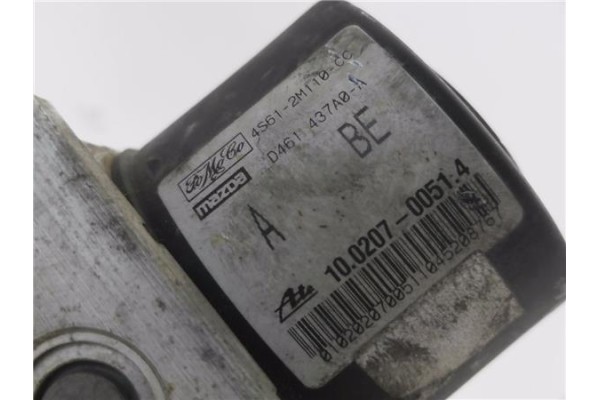 FoMoCo 4S61-2M110-CC
mazda D461 437A0-A
A BE
Ate 10.0207-0051.4